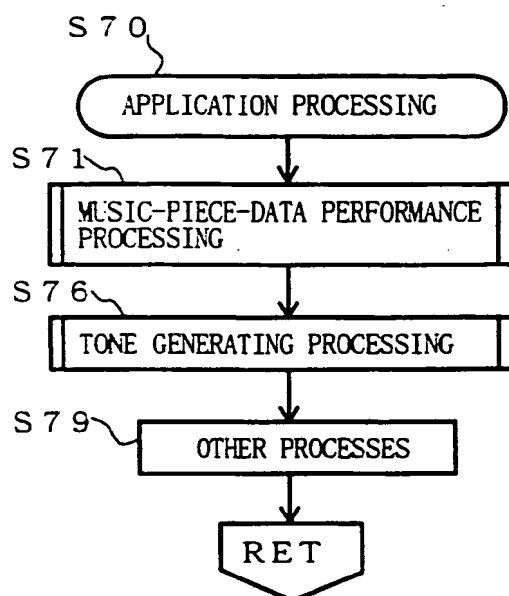 S70
APPLICATION PROCESSING
S71
MUSIC-PIECE-DATA PERFORMANCE
PROCESSING
S76
TONE GENERATING PROCESSING
S79
OTHER PROCESSES
RET